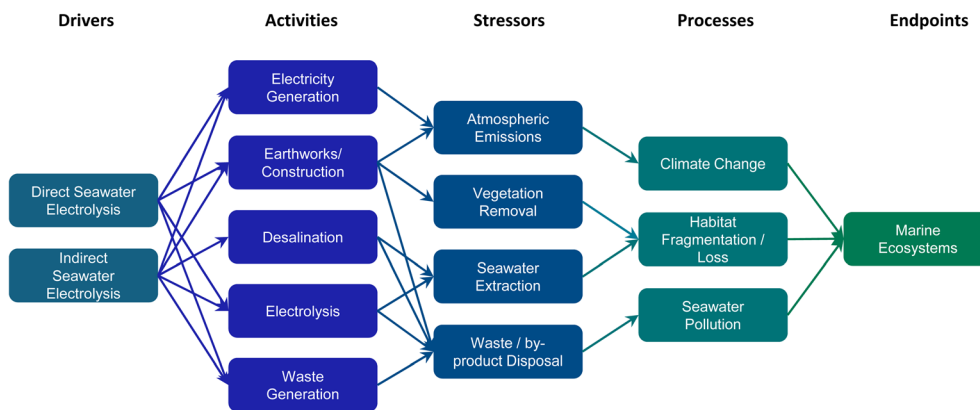 Drivers
Activities
Stressors
Processes
Endpoints
Direct Seawater
Electrolysis
Indirect
Seawater
Electrolysis
Electricity
Generation
Earthworks/
Construction
Desalination
Electrolysis
Waste
Generation
Atmospheric
Emissions
Vegetation
Removal
Seawater
Extraction
Waste / by-
product Disposal
Climate Change
Habitat
Fragmentation /
Loss
Seawater
Pollution
Marine
Ecosystems